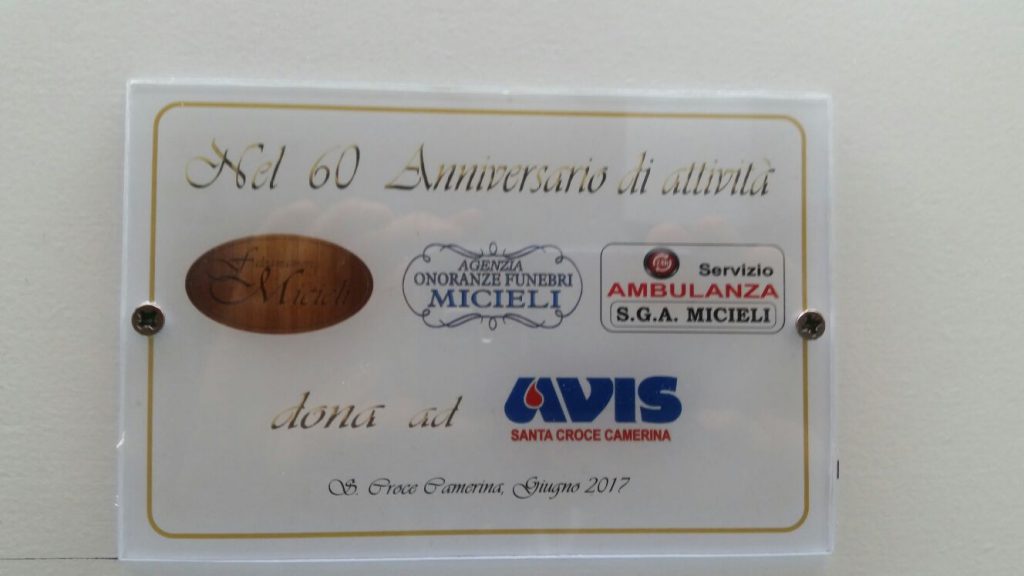 Nel 60 Anniversario di attività
Micieli
AGENZIA
ONORANZE FUNEBRI
MICIELI
Servizio
AMBULANZA
S.G.A. MICIELI
dona ad
AVIS
SANTA CROCE CAMERINA
S. Croce Camerina, Giugno 2017